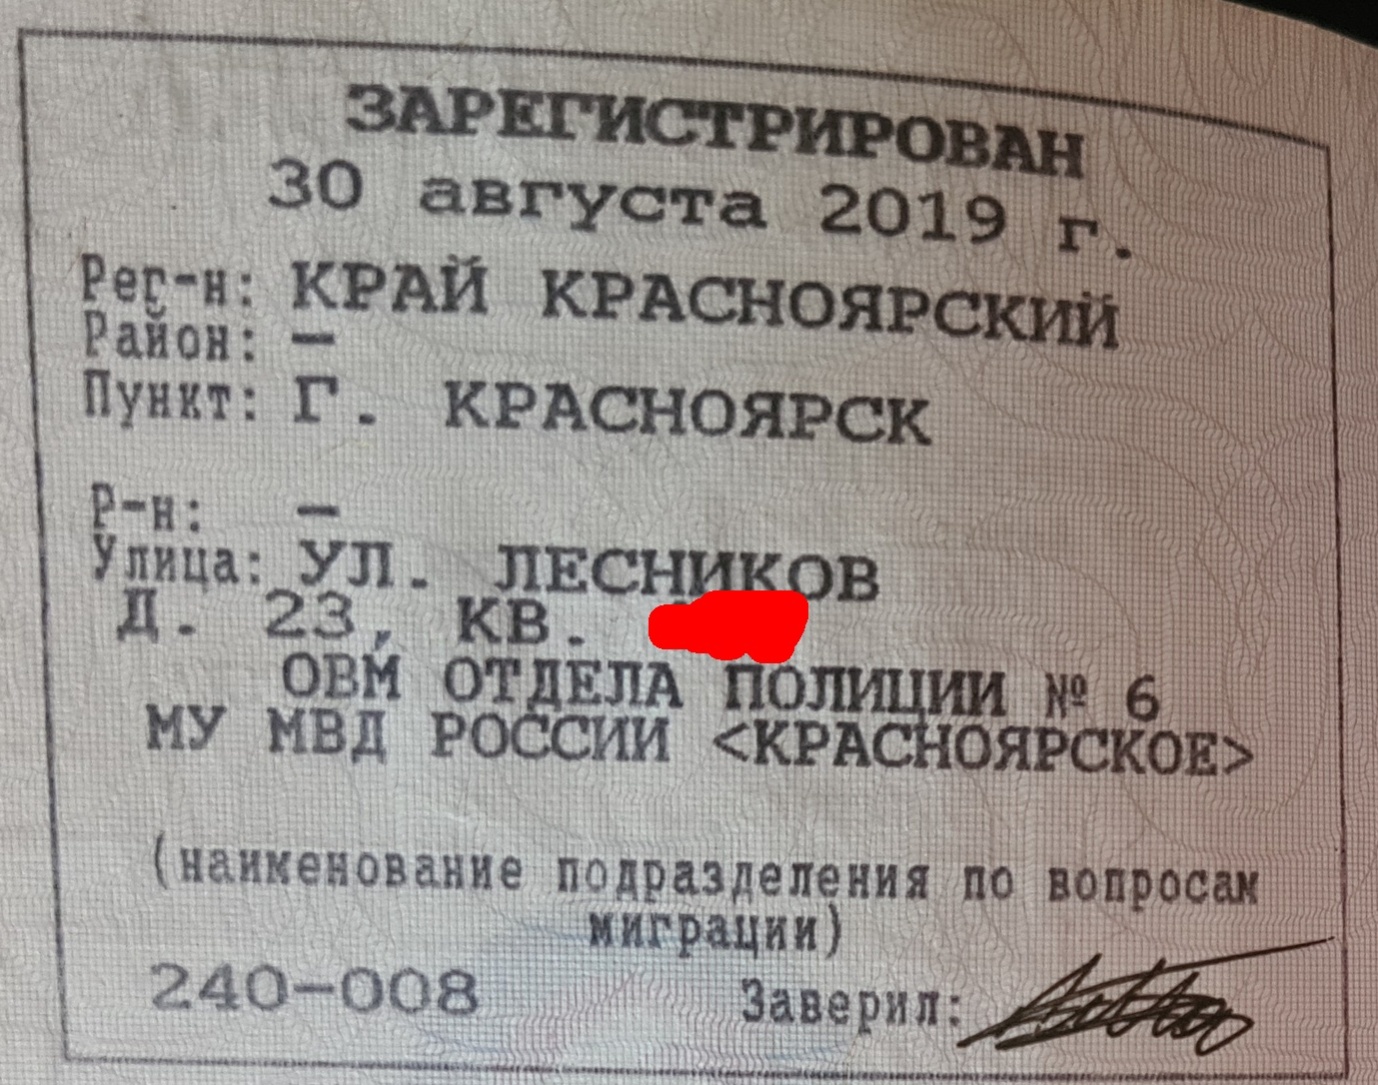 ЗАРЕГИСТРИРОВАН
30 августа 2019 г.
Рег-н: КРАЙ КРАСНОЯРСКИЙ
Район: —
Пункт: Г. КРАСНОЯРСК
Р-н: —
Улица: УЛ. ЛЕСНИКОВ
Д. 23, КВ.
ОВМ ОТДЕЛА ПОЛИЦИИ № 6
МУ МВД РОССИИ <КРАСНОЯРСКОЕ>
(наименование подразделения по вопросам
миграции)
240-008 Заверил: